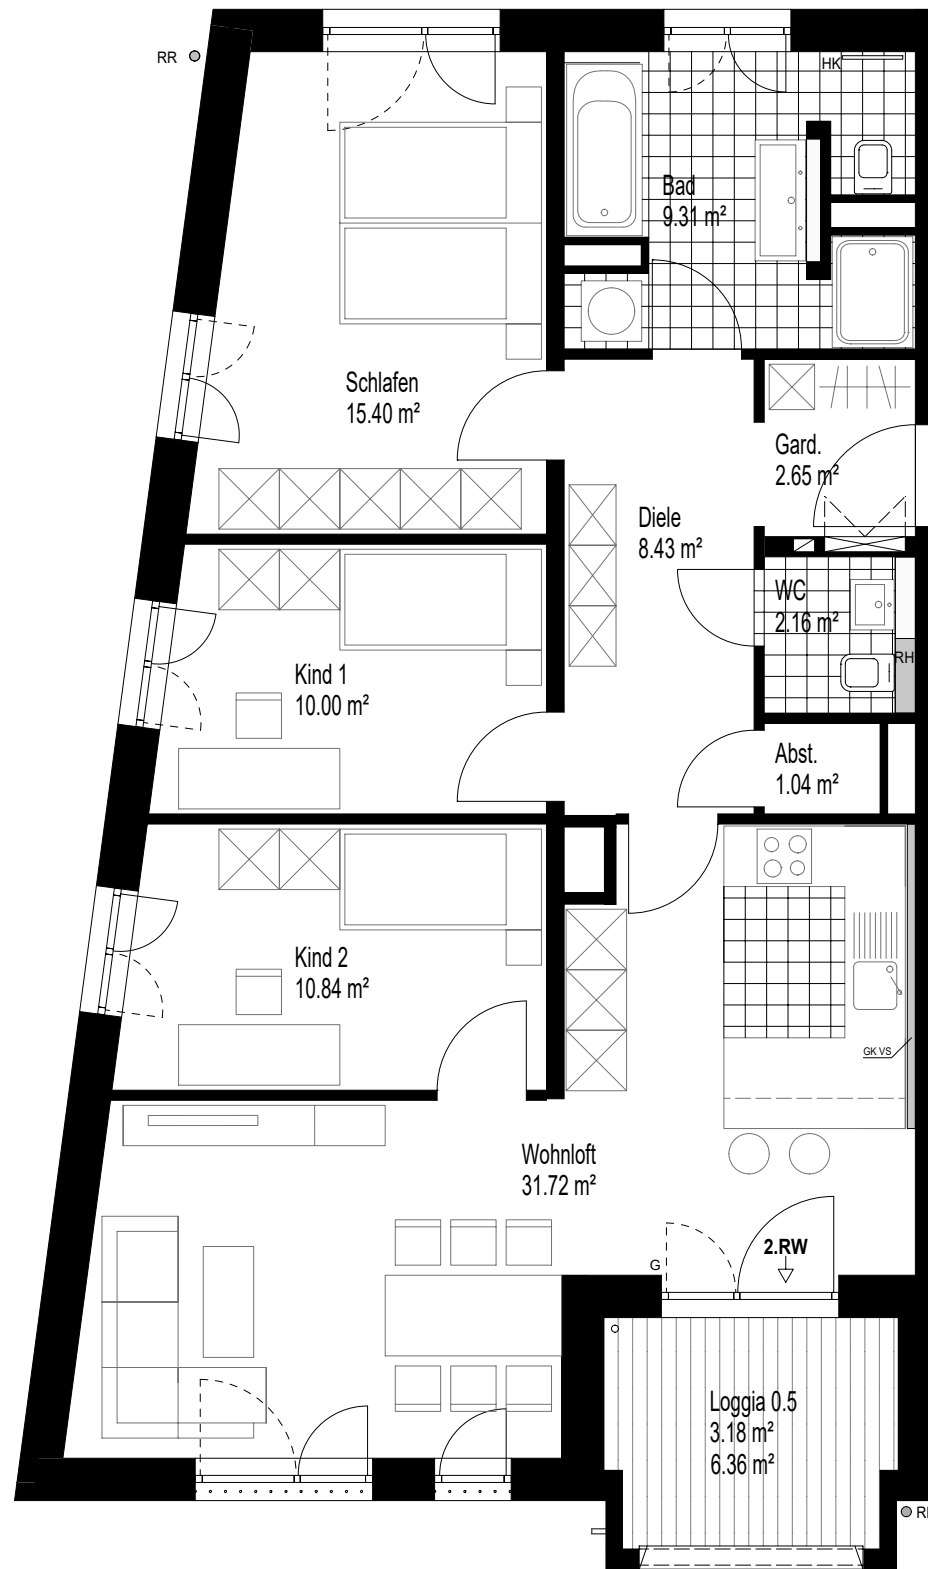 RR
HK
Bad
9.31 m²
Schlafen
15.40 m²
Gard.
2.65 m²
Diele
8.43 m²
WC
2.16 m²
RH
Kind 1
10.00 m²
Abst.
1.04 m²
Kind 2
10.84 m²
GK VS
Wohnloft
31.72 m²
2.RW
G
Loggia 0.5
3.18 m²
6.36 m²